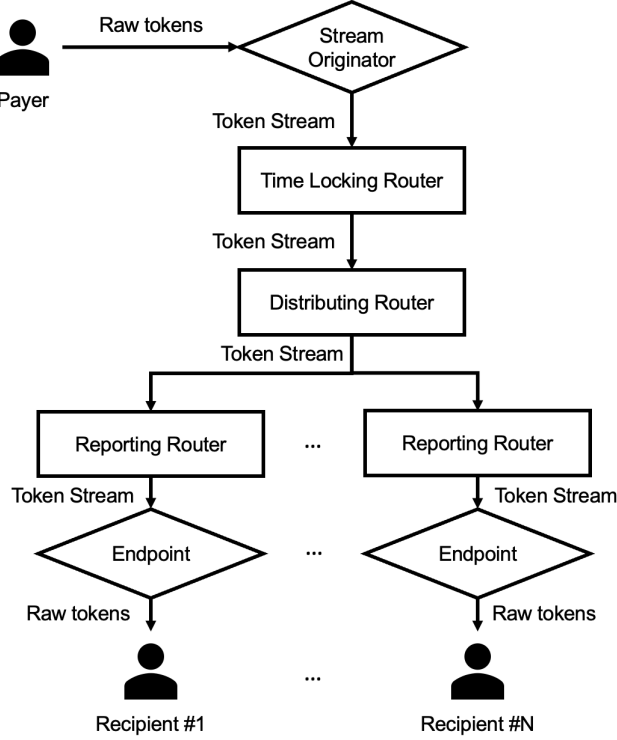 Raw tokens
Stream
Originator
Payer
Token Stream
Time Locking Router
Token Stream
Distributing Router
Token Stream
Reporting Router
...
Reporting Router
Token Stream
Token Stream
Endpoint
...
Endpoint
Raw tokens
Raw tokens
...
Recipient #1
Recipient #N